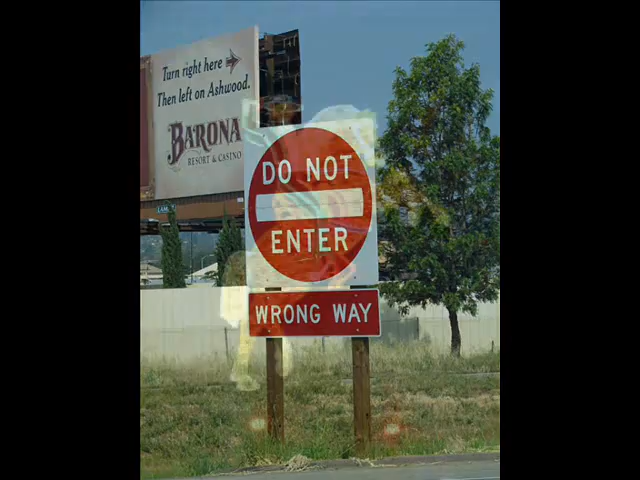 Turn right here
Then left on Ashwood.
BARONA
RESORT & CASINO
DO NOT
ENTER
WRONG WAY